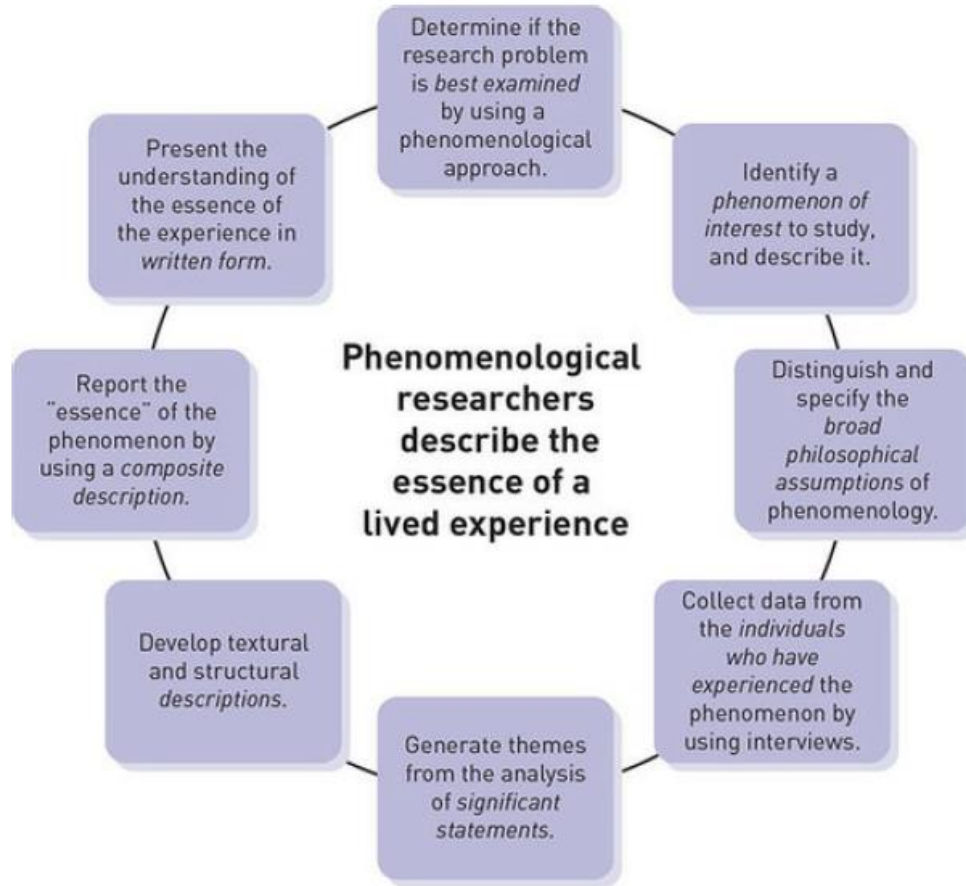 Determine if the
research problem
is best examined
by using a
phenomenological
approach.
Identify a
phenomenon of
interest to study,
and describe it.
Distinguish and
specify the
broad
philosophical
assumptions of
phenomenology.
Collect data from
the individuals
who have
experienced the
phenomenon by
using interviews.
Generate themes
from the analysis
of significant
statements.
Develop textural
and structural
descriptions.
Report the
"essence" of the
phenomenon by
using a composite
description.
Present the
understanding of
the essence of
the experience in
written form.
Phenomenological
researchers
describe the
essence of a
lived experience